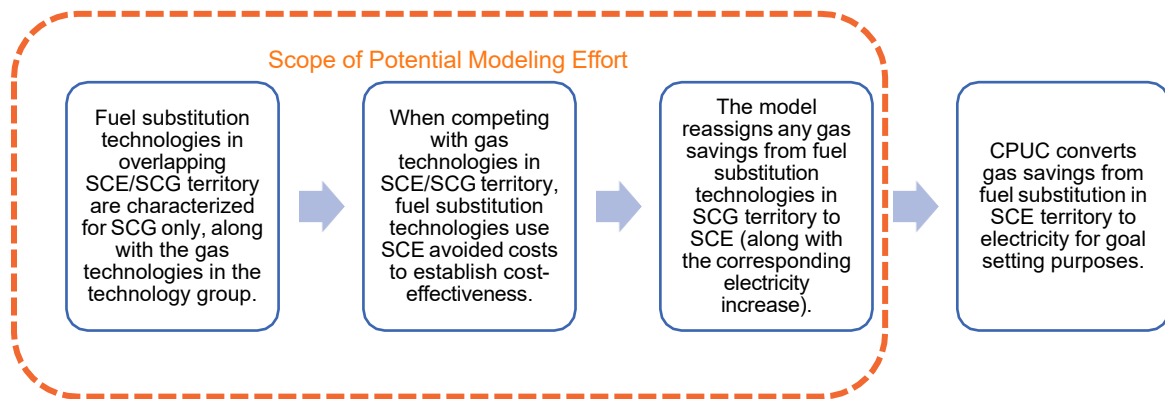 Scope of Potential Modeling Effort
Fuel substitution
technologies in
overlapping
SCE/SCG territory
are characterized
for SCG only, along
with the gas
technologies in the
technology group.
When competing
with gas
technologies in
SCE/SCG territory,
fuel substitution
technologies use
SCE avoided costs
to establish cost-
effectiveness.
The model
reassigns any gas
savings from fuel
substitution
technologies in
SCG territory to
SCE (along with
the corresponding
electricity
increase).
CPUC converts
gas savings from
fuel substitution in
SCE territory to
electricity for goal
setting purposes.